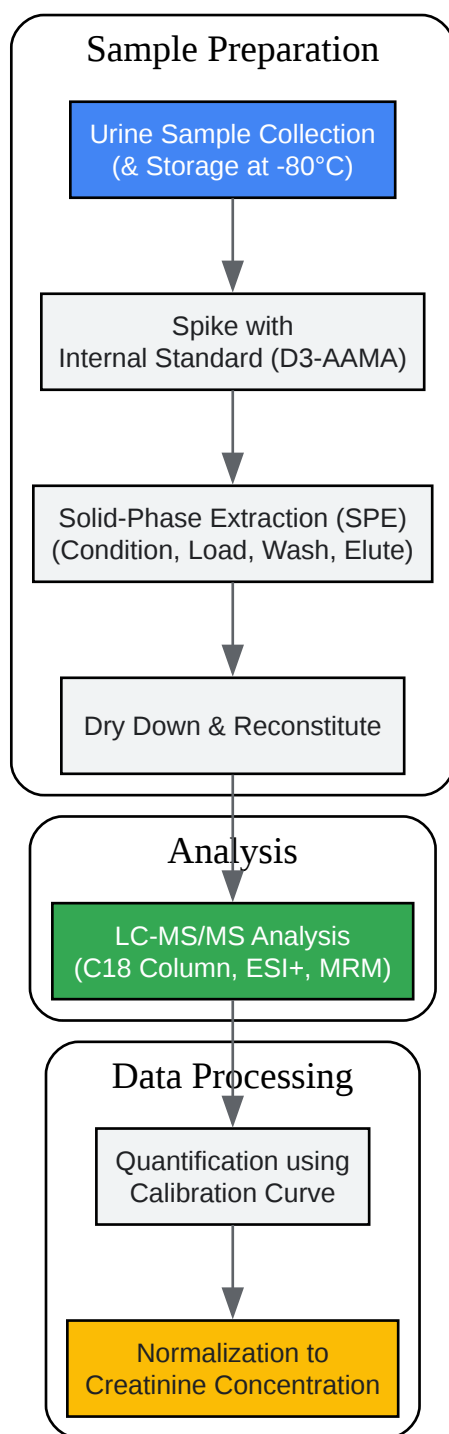 Sample Preparation
Urine Sample Collection
(& Storage at -80°C)
Spike with
Internal Standard (D3-AAMA)
Solid-Phase Extraction (SPE)
(Condition, Load, Wash, Elute)
Dry Down & Reconstitute
Analysis
LC-MS/MS Analysis
(C18 Column, ESI+, MRM)
Data Processing
Quantification using
Calibration Curve
Normalization to
Creatinine Concentration